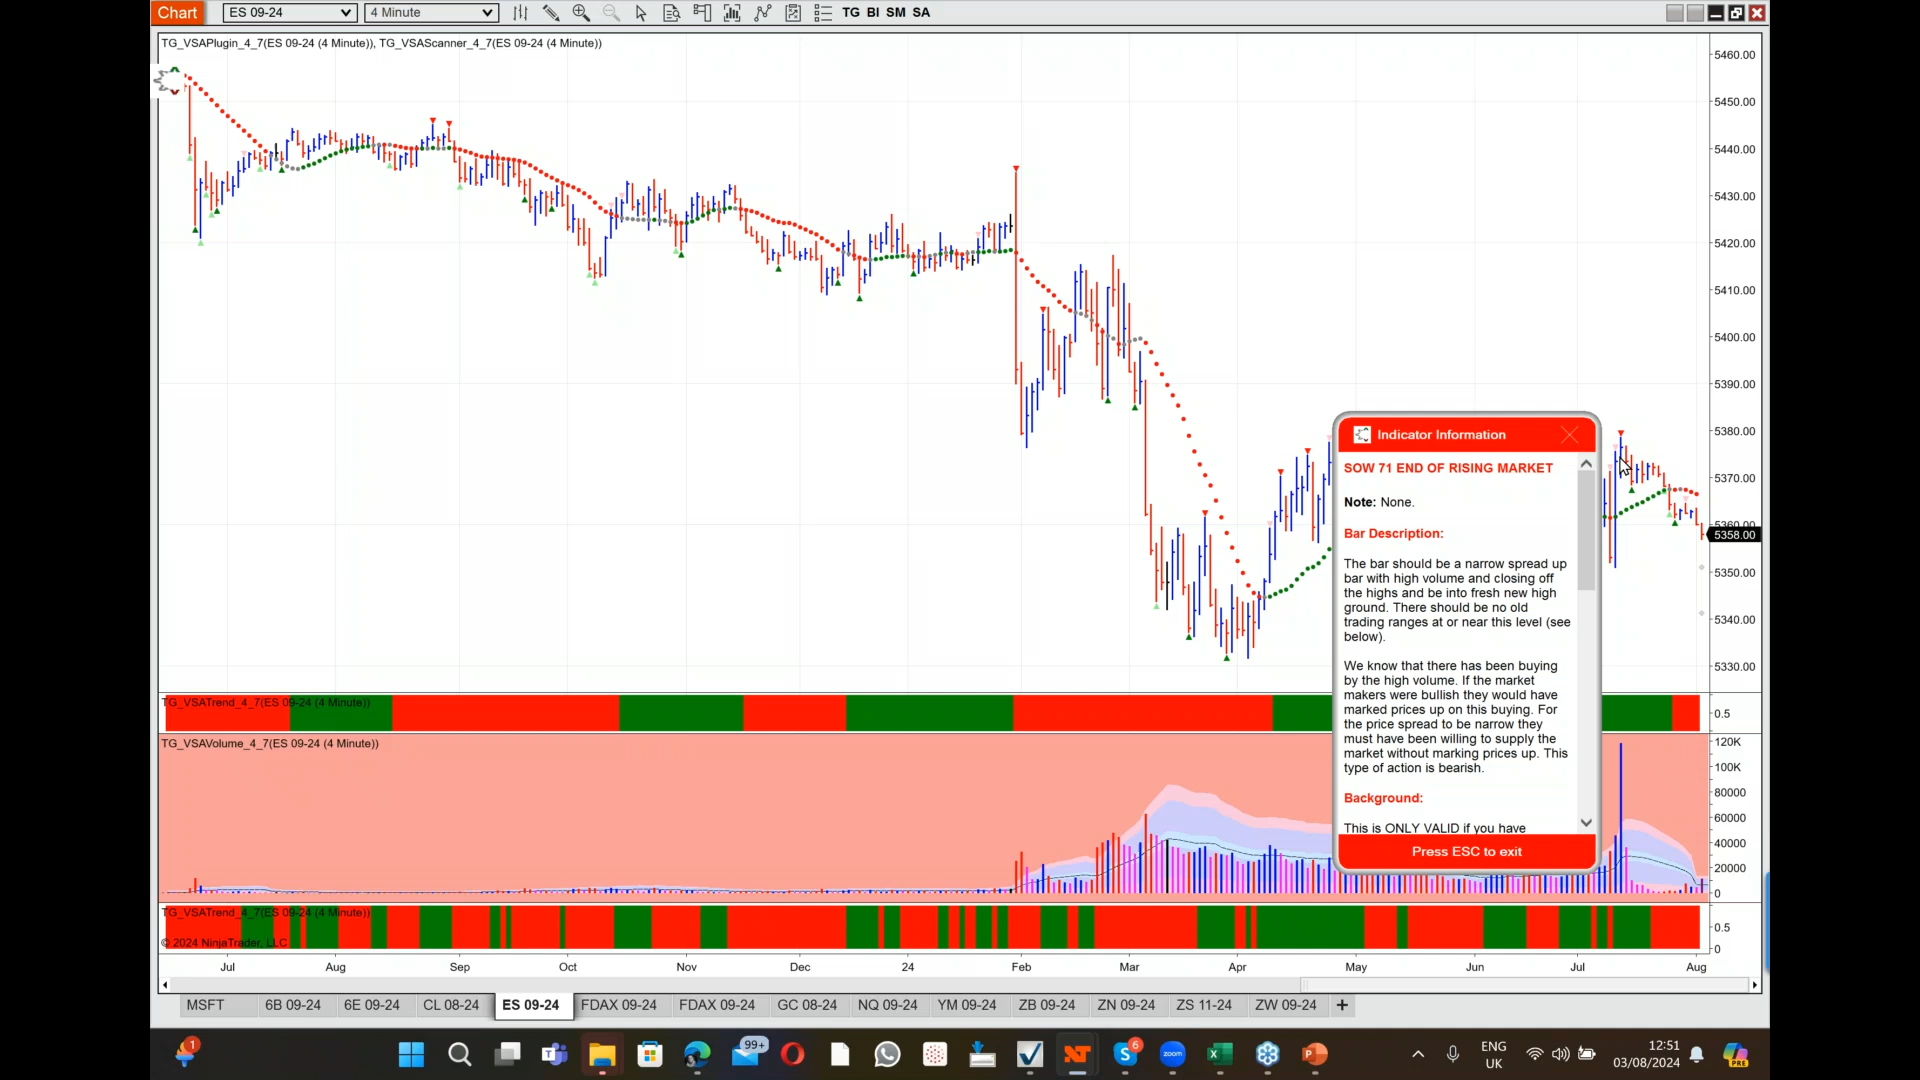 Chart ES 09-24 4 Minute TG BI SM SA
TG_VSAPlugin_4_7(ES 09-24 (4 Minute)), TG_VSAScanner_4_7(ES 09-24 (4 Minute))
5460.00
5450.00
5440.00
5430.00
5420.00
5410.00
5400.00
5390.00
5380.00
5370.00
5360.00
5358.00
5350.00
5340.00
5330.00
Indicator Information
SOW 71 END OF RISING MARKET
Note: None.
Bar Description:
The bar should be a narrow spread up
bar with high volume and closing off
the highs and be into fresh new high
ground. There should be no old
trading ranges at or near this level (see
below).
We know that there has been buying
by the high volume. If the market
makers were bullish they would have
marked prices up on this buying. For
the price spread to be narrow they
must have been willing to supply the
market without marking prices up. This
type of action is bearish.
Background:
This is ONLY VALID if you have
Press ESC to exit
TG_VSATrend_4_7(ES 09-24 (4 Minute))
0.5
TG_VSAVolume_4_7(ES 09-24 (4 Minute))
120K
100K
80000
60000
40000
20000
0
TG_VSATrend_4_7(ES 09-24 (4 Minute))
0.5
0
© 2024 NinjaTrader, LLC
Jul Aug Sep Oct Nov Dec 24 Feb Mar Apr May Jun Jul Aug
MSFT 6B 09-24 6E 09-24 CL 08-24 ES 09-24 FDAX 09-24 FDAX 09-24 GC 08-24 NQ 09-24 YM 09-24 ZB 09-24 ZN 09-24 ZS 11-24 ZW 09-24 +
1
99+
zoom
6
ENG
UK
12:51
03/08/2024
PRE